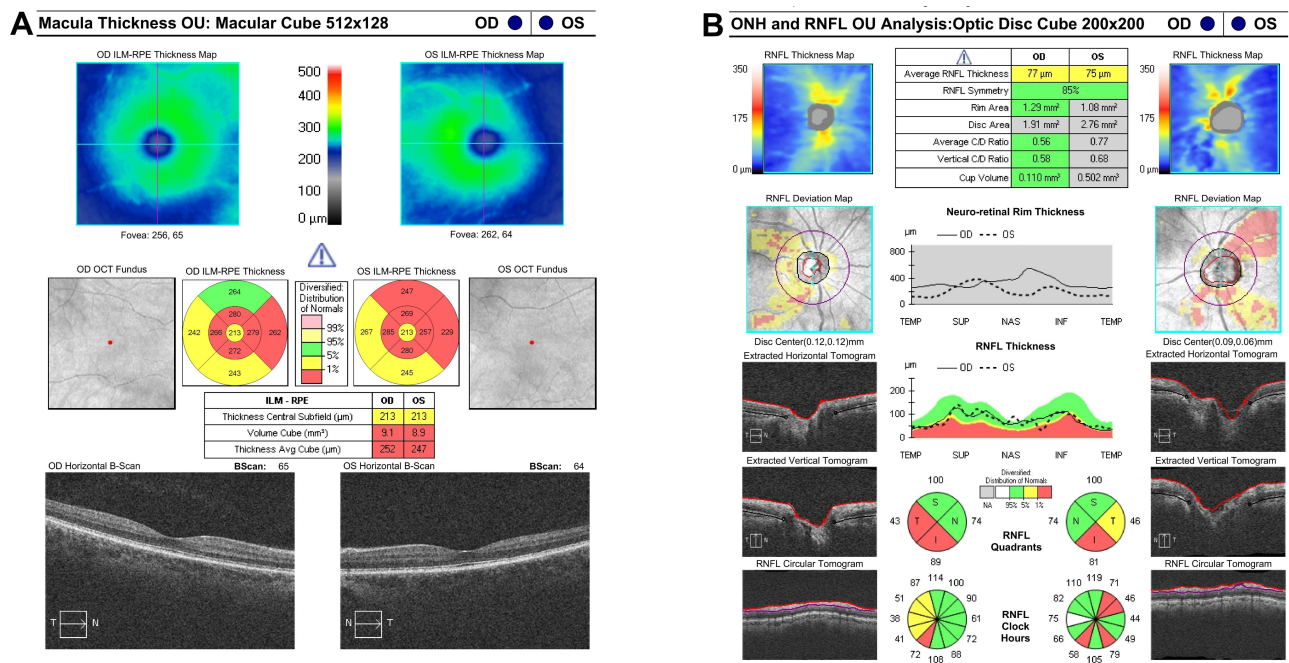 A Macula Thickness OU: Macular Cube 512x128 OD OS
OD ILM-RPE Thickness Map
OS ILM-RPE Thickness Map
500
400
300
200
100
0 µm
Fovea: 256, 65
Fovea: 262, 64
OD OCT Fundus
OD ILM-RPE Thickness
OS ILM-RPE Thickness
OS OCT Fundus
264
280
242 266 213 279 262
272
243
Diversified:
Distribution
of Normals
99%
95%
5%
1%
247
269
267 285 213 257 229
280
245
ILM - RPE OD OS
Thickness Central Subfield (µm) 213 213
Volume Cube (mm³) 9.1 8.9
Thickness Avg Cube (µm) 252 247
OD Horizontal B-Scan BScan: 65
OS Horizontal B-Scan BScan: 64
T N
T N
B ONH and RNFL OU Analysis:Optic Disc Cube 200x200 OD OS
RNFL Thickness Map
RNFL Thickness Map
350
175
0 µm
OD OS
Average RNFL Thickness 77 µm 75 µm
RNFL Symmetry 85%
Rim Area 1.29 mm² 1.08 mm²
Disc Area 1.91 mm² 2.76 mm²
Average C/D Ratio 0.56 0.77
Vertical C/D Ratio 0.58 0.68
Cup Volume 0.110 mm³ 0.502 mm³
350
175
0 µm
RNFL Deviation Map
RNFL Deviation Map
Neuro-retinal Rim Thickness
µm OD OS
800
400
0
TEMP SUP NAS INF TEMP
Disc Center(0.12,0.12)mm
Disc Center(0.09,0.06)mm
RNFL Thickness
Extracted Horizontal Tomogram
Extracted Horizontal Tomogram
µm OD OS
200
100
0
TEMP SUP NAS INF TEMP
T N
T N
Extracted Vertical Tomogram
Extracted Vertical Tomogram
Diversified:
Distribution of Normals
NA 95% 5% 1%
100
S
43 T N 74
I
89
RNFL
Quadrants
100
S
74 N T 46
I
81
T N
T N
RNFL Circular Tomogram
RNFL Circular Tomogram
114
87 100
51 90
38 61
41 72
72 88
108
RNFL
Clock
Hours
119
110 71
82 46
75 44
66 49
58 79
105